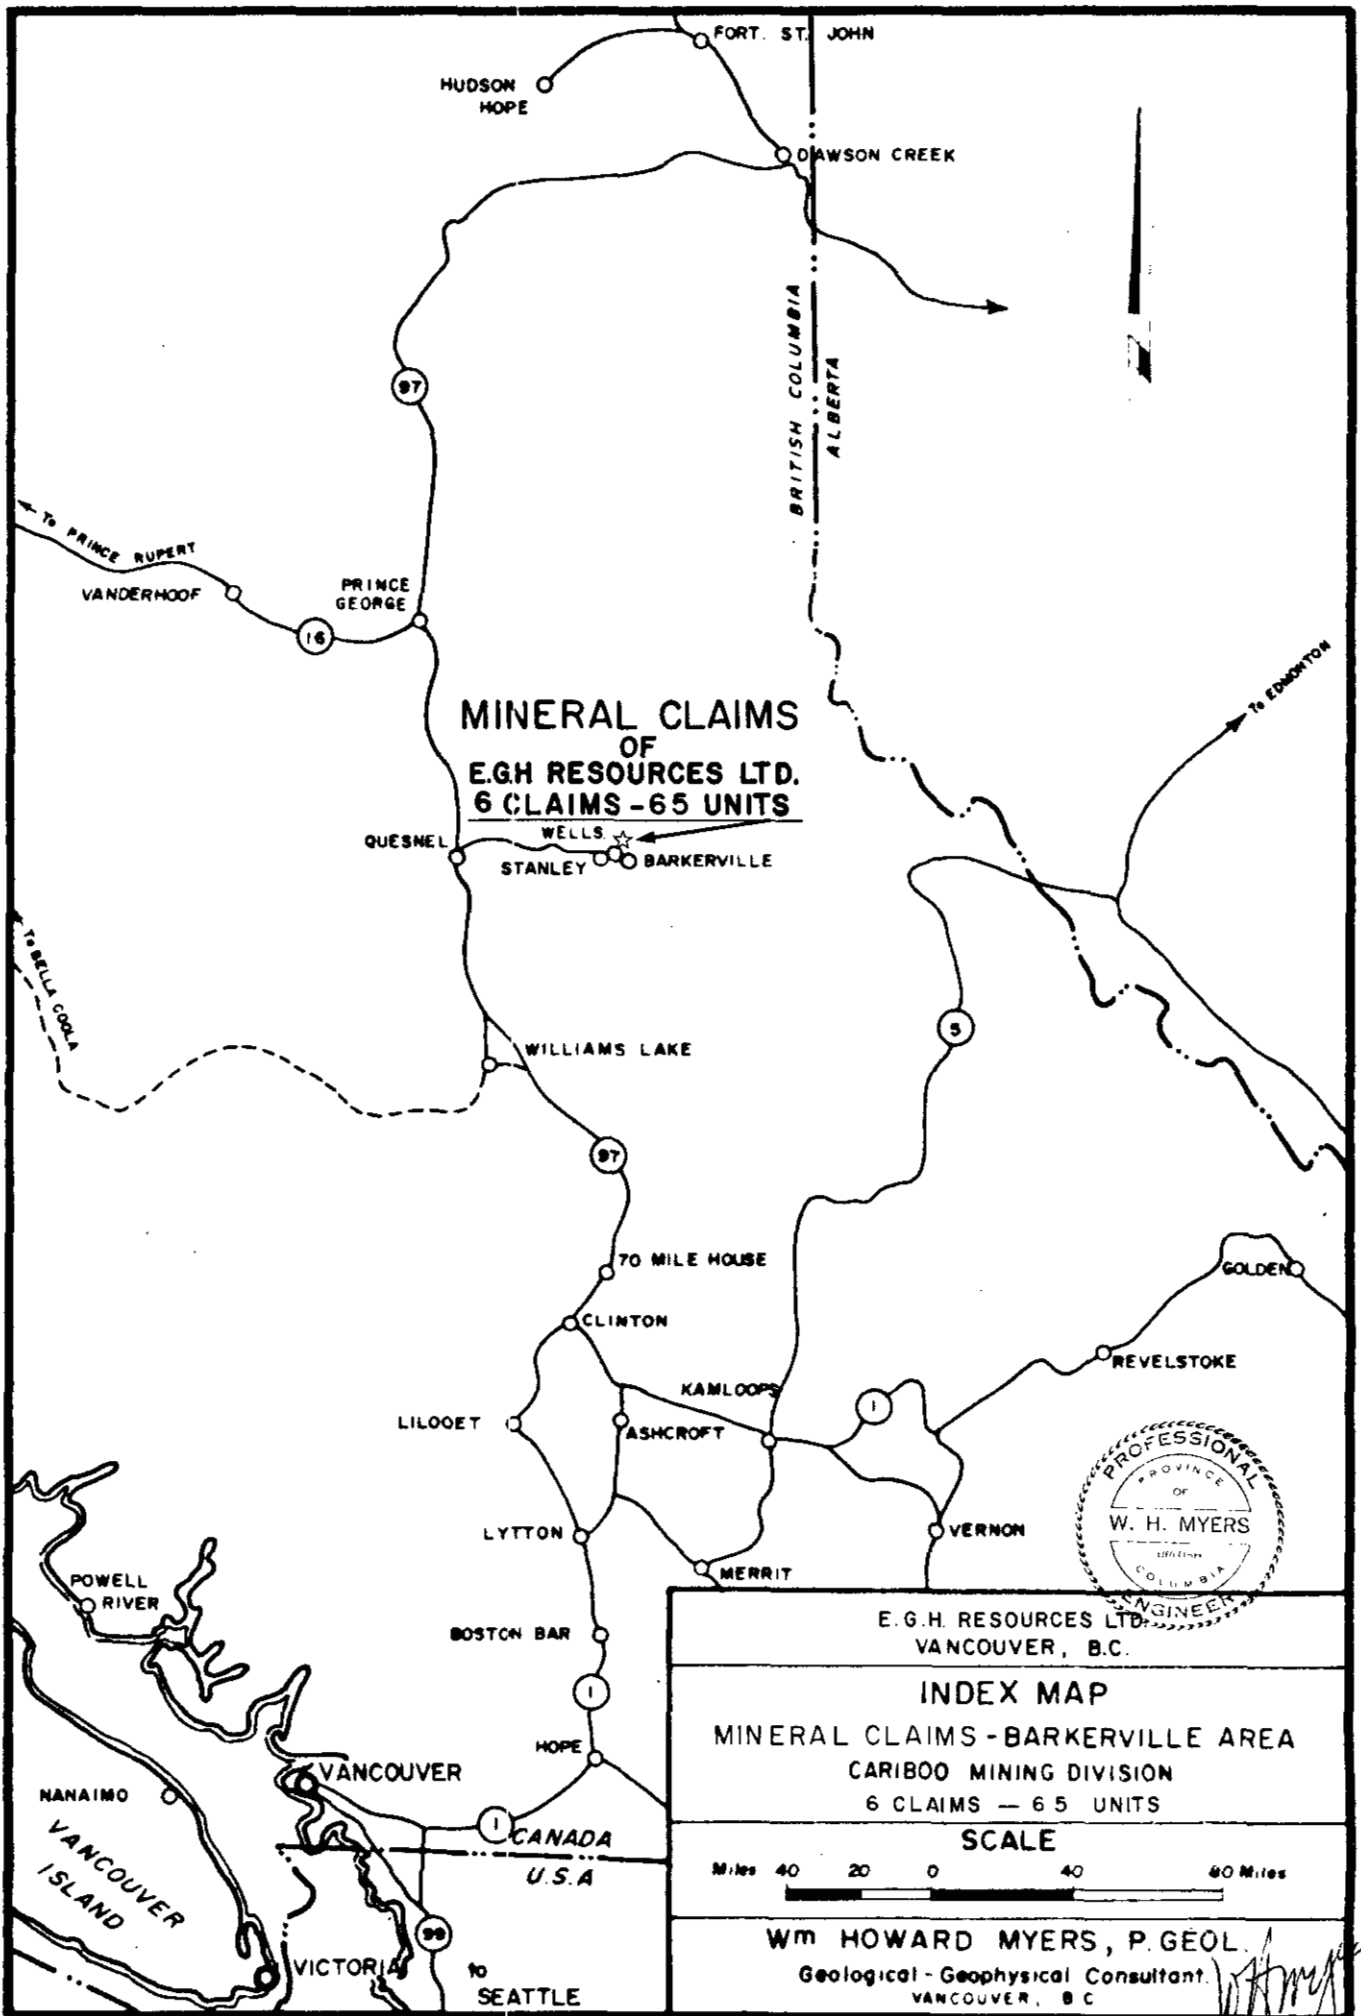 FORT. ST. JOHN
HUDSON
HOPE
DAWSON CREEK
BRITISH COLUMBIA
ALBERTA
97
To PRINCE RUPERT
VANDERHOOF
PRINCE
GEORGE
16
To EDMONTON
MINERAL CLAIMS
OF
E.G.H RESOURCES LTD.
6 CLAIMS - 65 UNITS
QUESNEL
WELLS
STANLEY
BARKERVILLE
To BELLA COOLA
5
WILLIAMS LAKE
97
70 MILE HOUSE
GOLDEN
CLINTON
REVELSTOKE
KAMLOOPS
1
LILOOET
ASHCROFT
LYTTON
VERNON
MERRIT
POWELL
RIVER
BOSTON BAR
1
HOPE
VANCOUVER
NANAIMO
1
CANADA
U.S.A
VANCOUVER
ISLAND
99
VICTORIA
to
SEATTLE
PROFESSIONAL
PROVINCE
OF
W. H. MYERS
COLUMBIA
ENGINEER
E.G.H. RESOURCES LTD.
VANCOUVER, B.C.
INDEX MAP
MINERAL CLAIMS - BARKERVILLE AREA
CARIBOO MINING DIVISION
6 CLAIMS — 65 UNITS
SCALE
Miles 40 20 0 40 80 Miles
Wm HOWARD MYERS, P. GEOL.
Geological - Geophysical Consultant.
VANCOUVER, B C